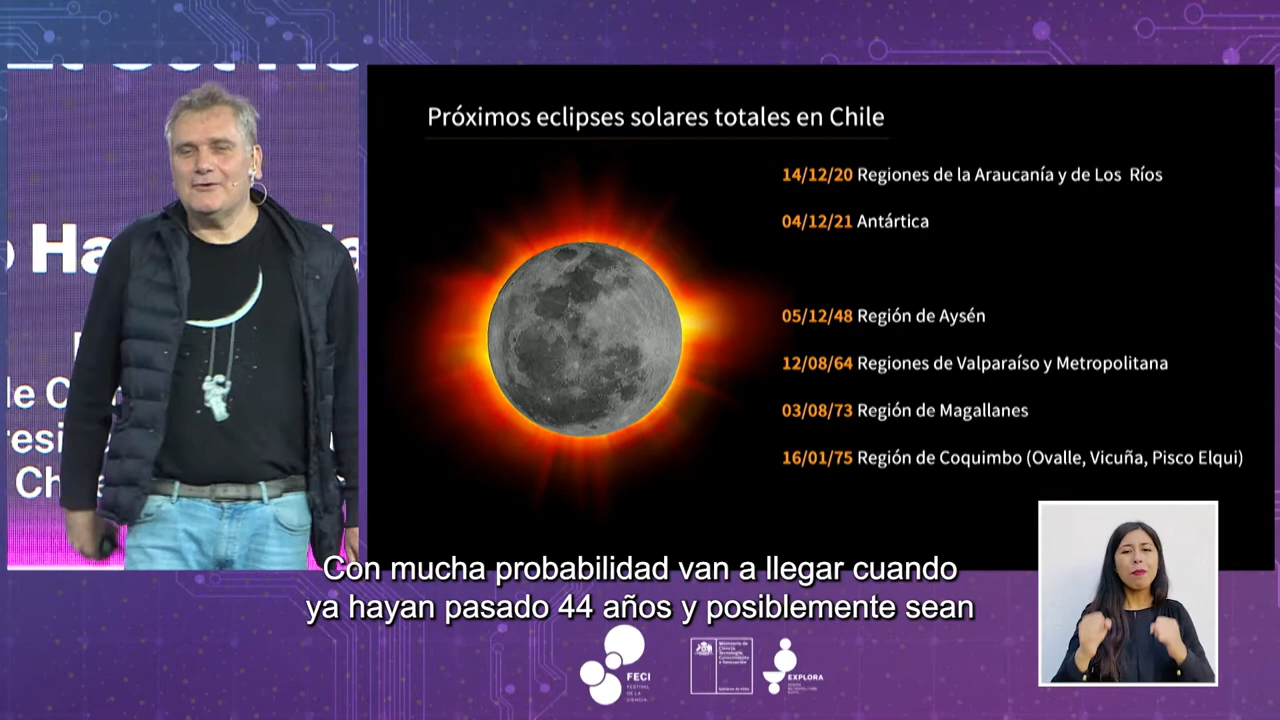 Ha
Ch
Próximos eclipses solares totales en Chile
14/12/20 Regiones de la Araucanía y de Los Ríos
04/12/21 Antártica
05/12/48 Región de Aysén
12/08/64 Regiones de Valparaíso y Metropolitana
03/08/73 Región de Magallanes
16/01/75 Región de Coquimbo (Ovalle, Vicuña, Pisco Elqui)
Con mucha probabilidad van a llegar cuando
ya hayan pasado 44 años y posiblemente sean
FECI
FESTIVAL
DE LA
CIENCIA
Ministerio de
Ciencia,
Tecnología,
Conocimiento
e Innovación
Gobierno de Chile
EXPLORA